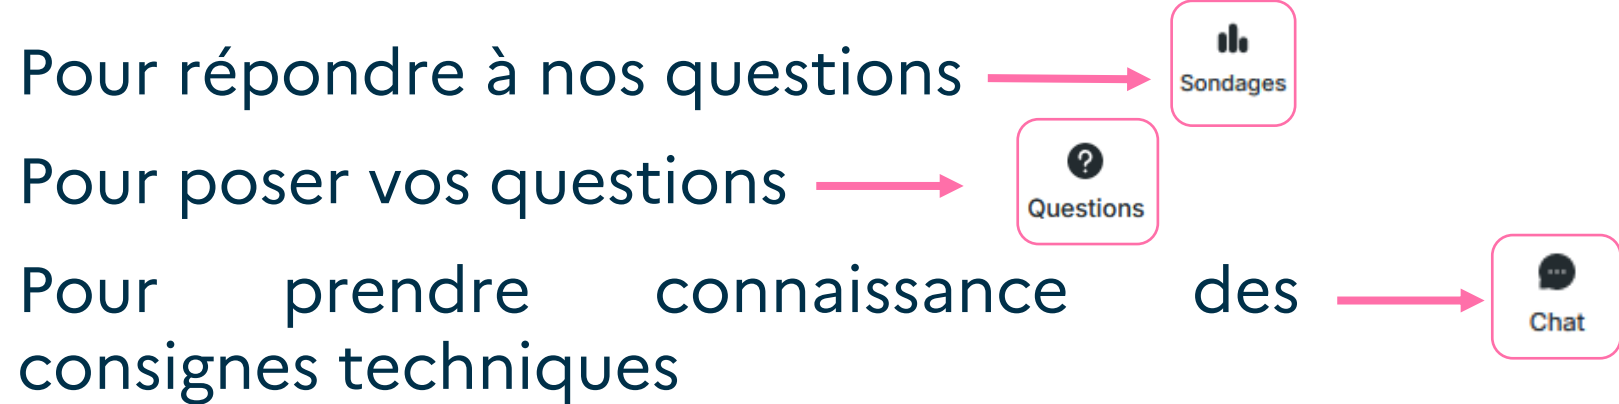 Pour répondre à nos questions
Sondages
Pour poser vos questions
Questions
Pour prendre connaissance des
Chat
consignes techniques